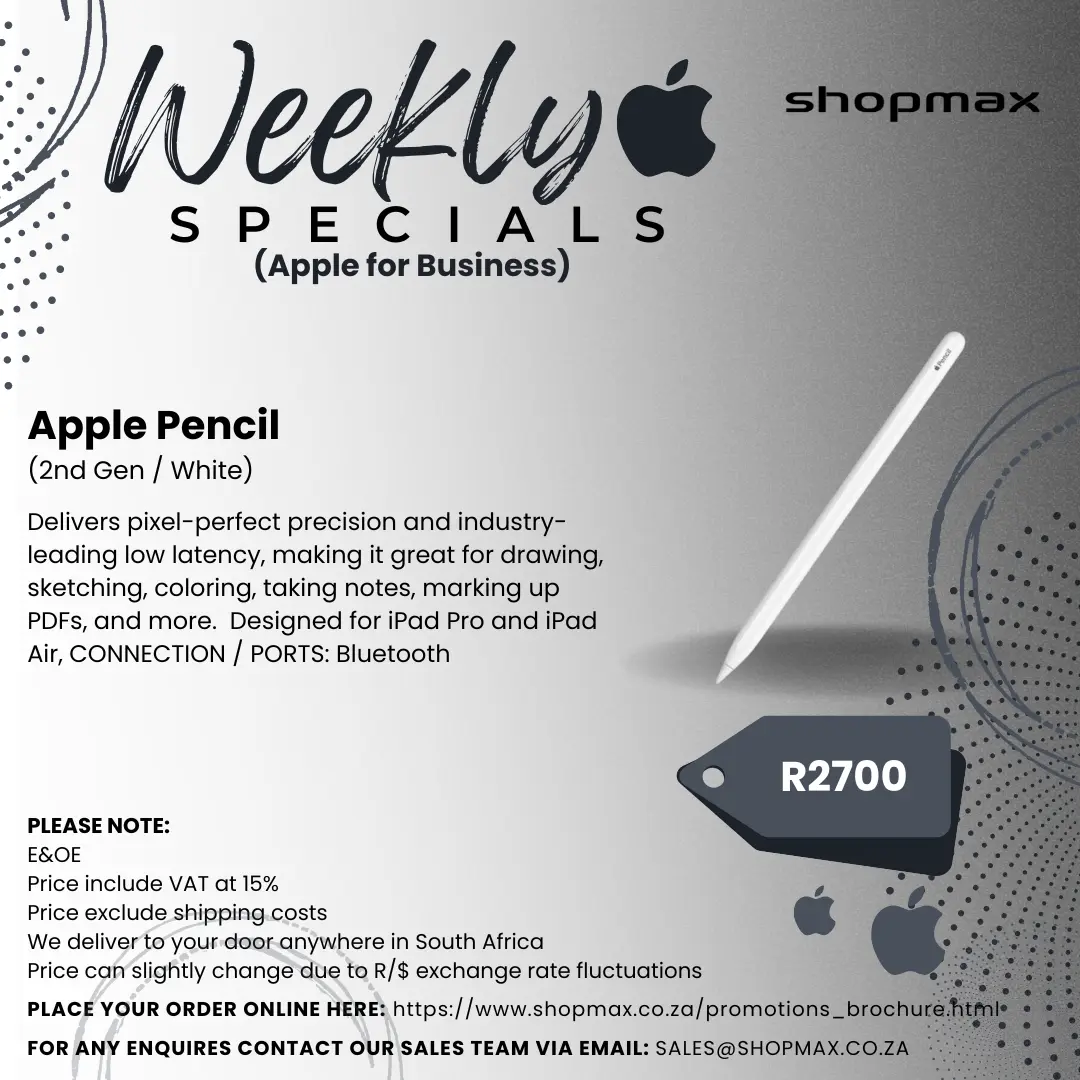 Weekly
shopmax
SPECIALS
(Apple for Business)
Pencil
Apple Pencil
(2nd Gen / White)
Delivers pixel-perfect precision and industry-
leading low latency, making it great for drawing,
sketching, coloring, taking notes, marking up
PDFs, and more.  Designed for iPad Pro and iPad
Air, CONNECTION / PORTS: Bluetooth
R2700
PLEASE NOTE:
E&OE
Price include VAT at 15%
Price exclude shipping costs
We deliver to your door anywhere in South Africa
Price can slightly change due to R/$ exchange rate fluctuations
PLACE YOUR ORDER ONLINE HERE: https://www.shopmax.co.za/promotions_brochure.html
FOR ANY ENQUIRES CONTACT OUR SALES TEAM VIA EMAIL: SALES@SHOPMAX.CO.ZA